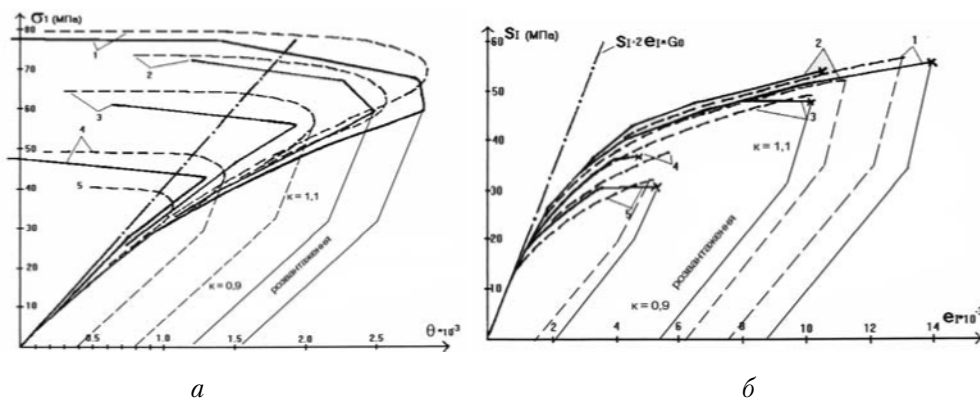 σ1 (МПа)
80
70
60
50
40
30
20
10
1
2
3
4
5
κ=1,1
κ=0,9
розвантаження
0.5
1.0
1.5
2.0
2.5
θ*10³
а
SI (МПа)
60
50
40
30
20
10
SI=2eI*G0
2
1
3
4
5
κ=1,1
κ=0,9
розвантаження
2
4
6
8
10
12
14
eI*10³
б